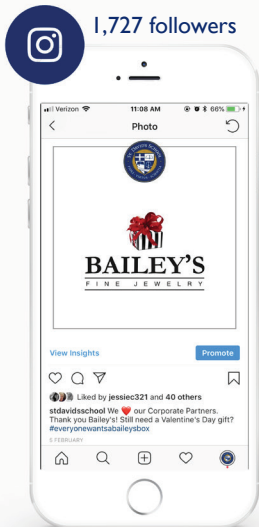 1,727 followers
Verizon
11:08 AM
66%
Photo
BAILEY'S
FINE JEWELRY
View Insights
Promote
Liked by jessiec321 and 40 others
stdavidsschool We ❤️ our Corporate Partners.
Thank you Bailey's! Still need a Valentine's Day gift?
#everyonewantsabaileysbox
5 FEBRUARY